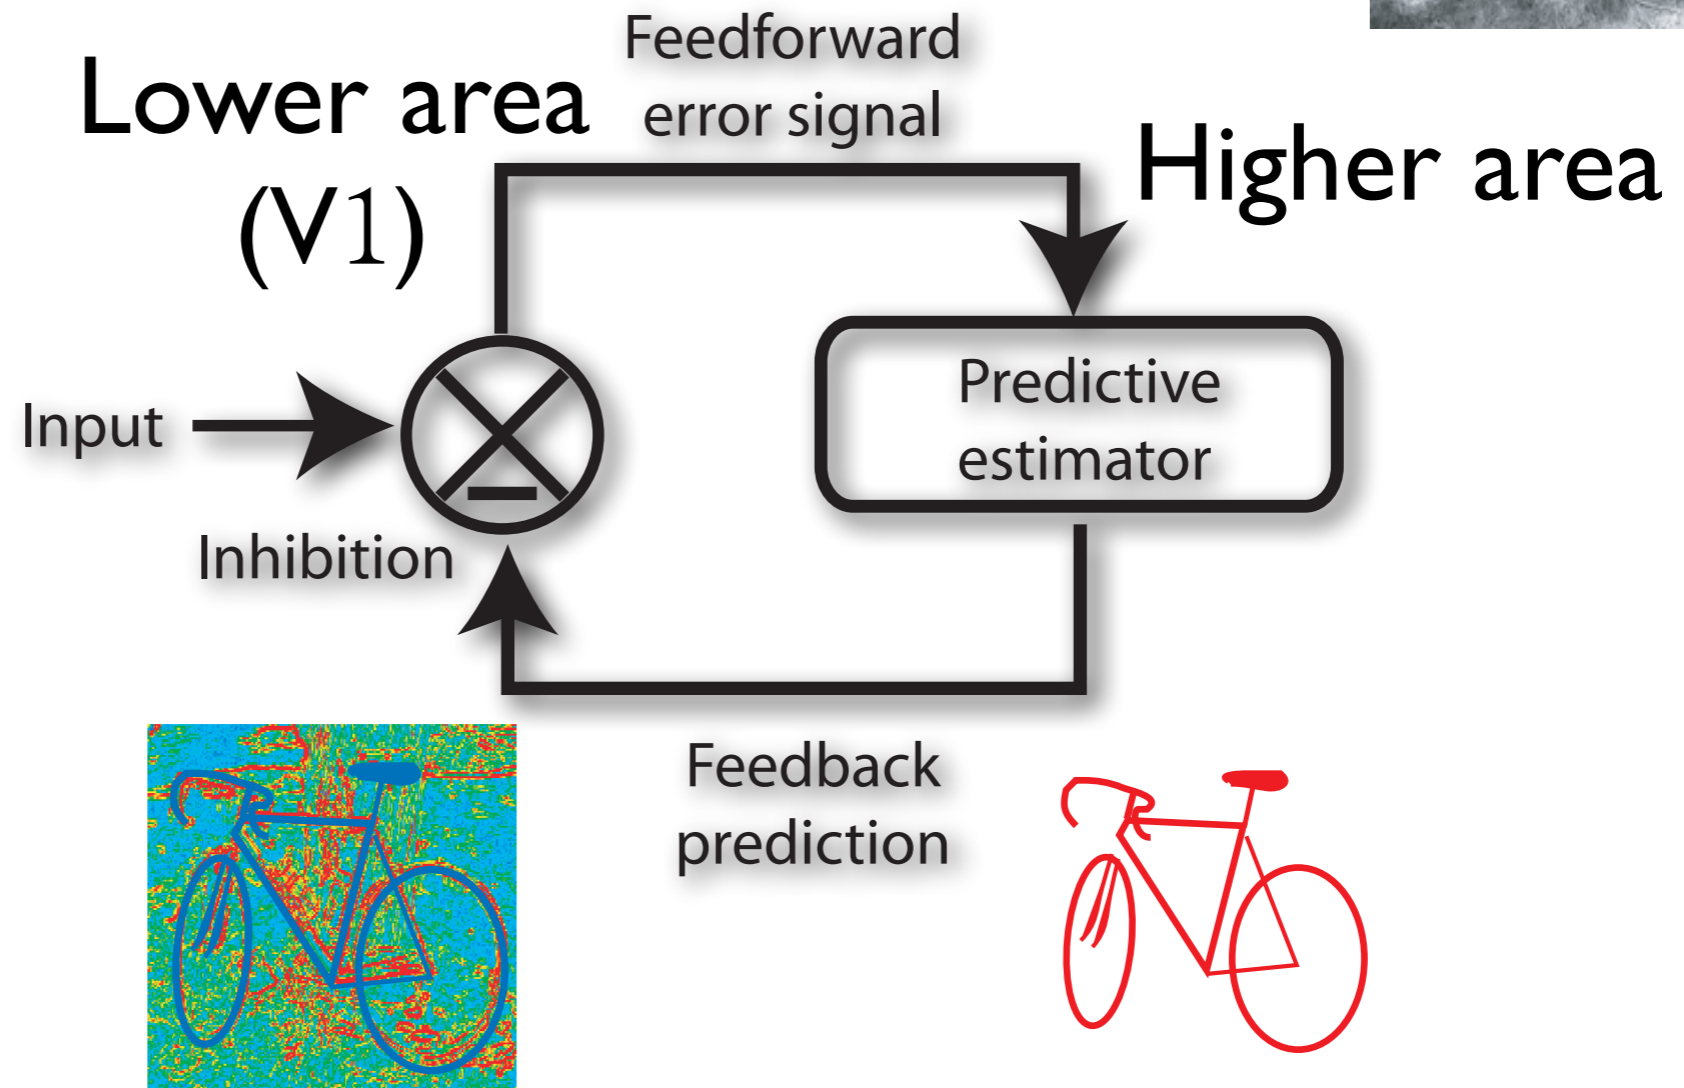 Feedforward
error signal
Lower area
(V1)
Higher area
Input
Predictive
estimator
Inhibition
Feedback
prediction